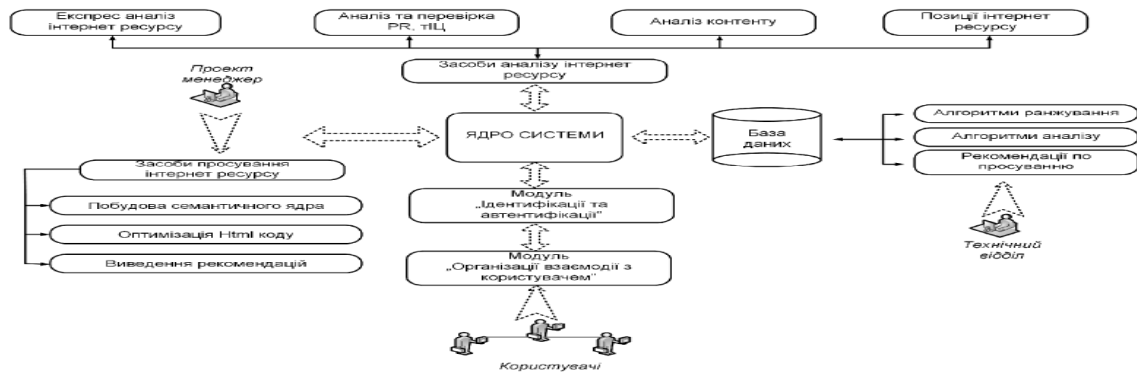 Експрес аналіз
інтернет ресурсу
Аналіз та перевірка
PR, тІЦ
Аналіз контенту
Позиції інтернет
ресурсу
Засоби аналізу інтернет
ресурсу
Проект
менеджер
ЯДРО СИСТЕМИ
База
даних
Алгоритми ранжування
Алгоритми аналізу
Рекомендації по
просуванню
Засоби просування
інтернет ресурсу
Побудова семантичного ядра
Оптимізація Html коду
Виведення рекомендацій
Модуль
„Ідентифікації та
автентифікації”
Модуль
„Організації взаємодії з
користувачем”
Технічний
відділ
Користувачі